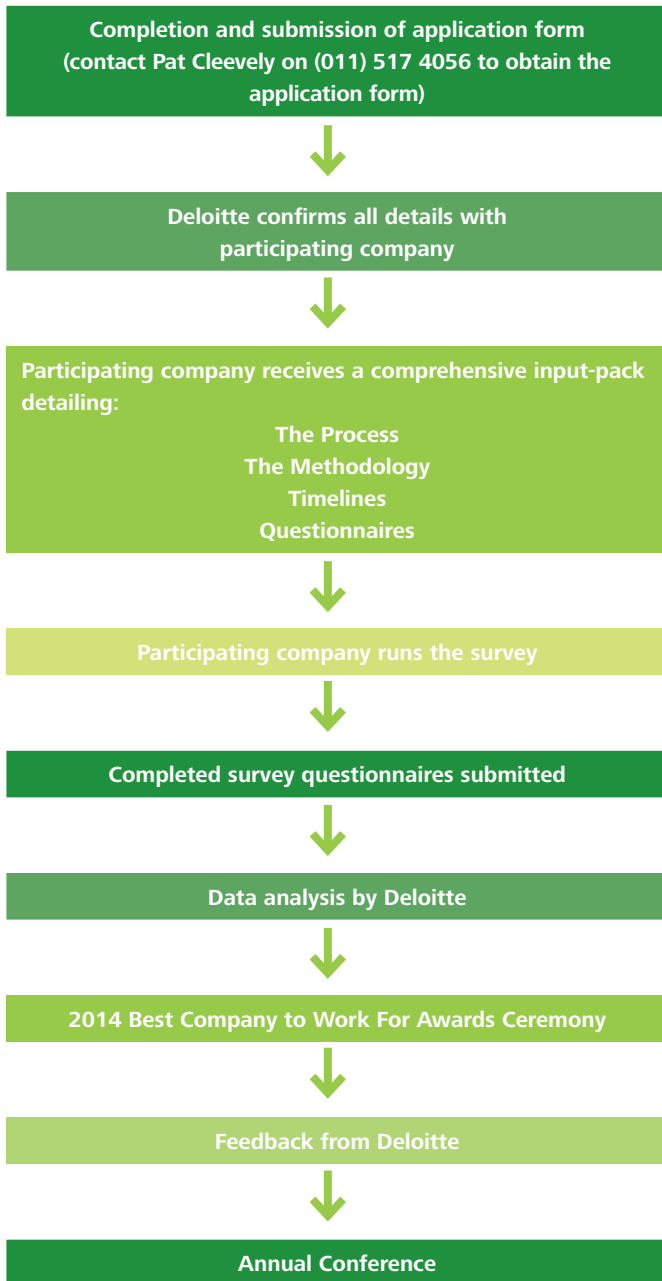 Completion and submission of application form
(contact Pat Cleevely on (011) 517 4056 to obtain the
application form)
Deloitte confirms all details with
participating company
Participating company receives a comprehensive input-pack
detailing:
The Process
The Methodology
Timelines
Questionnaires
Participating company runs the survey
Completed survey questionnaires submitted
Data analysis by Deloitte
2014 Best Company to Work For Awards Ceremony
Feedback from Deloitte
Annual Conference